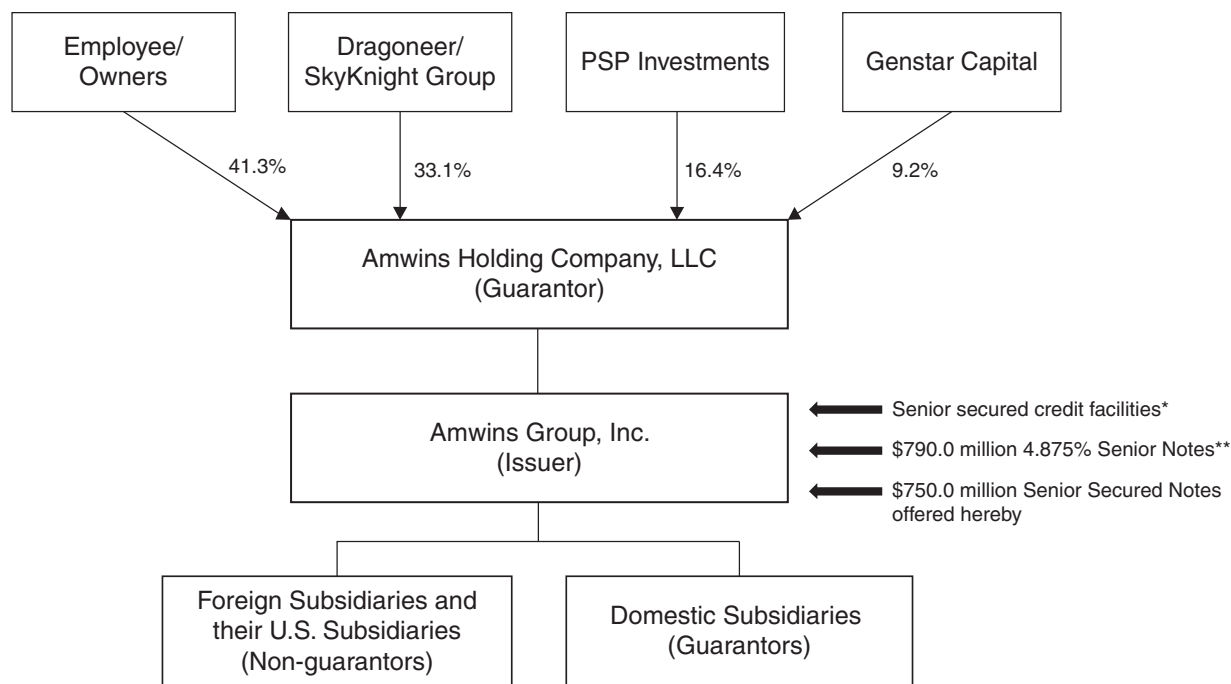 Employee/
Owners
Dragoneer/
SkyKnight Group
PSP Investments
Genstar Capital
41.3%
33.1%
16.4%
9.2%
Amwins Holding Company, LLC
(Guarantor)
Amwins Group, Inc.
(Issuer)
Senior secured credit facilities*
$790.0 million 4.875% Senior Notes**
$750.0 million Senior Secured Notes
offered hereby
Foreign Subsidiaries and
their U.S. Subsidiaries
(Non-guarantors)
Domestic Subsidiaries
(Guarantors)